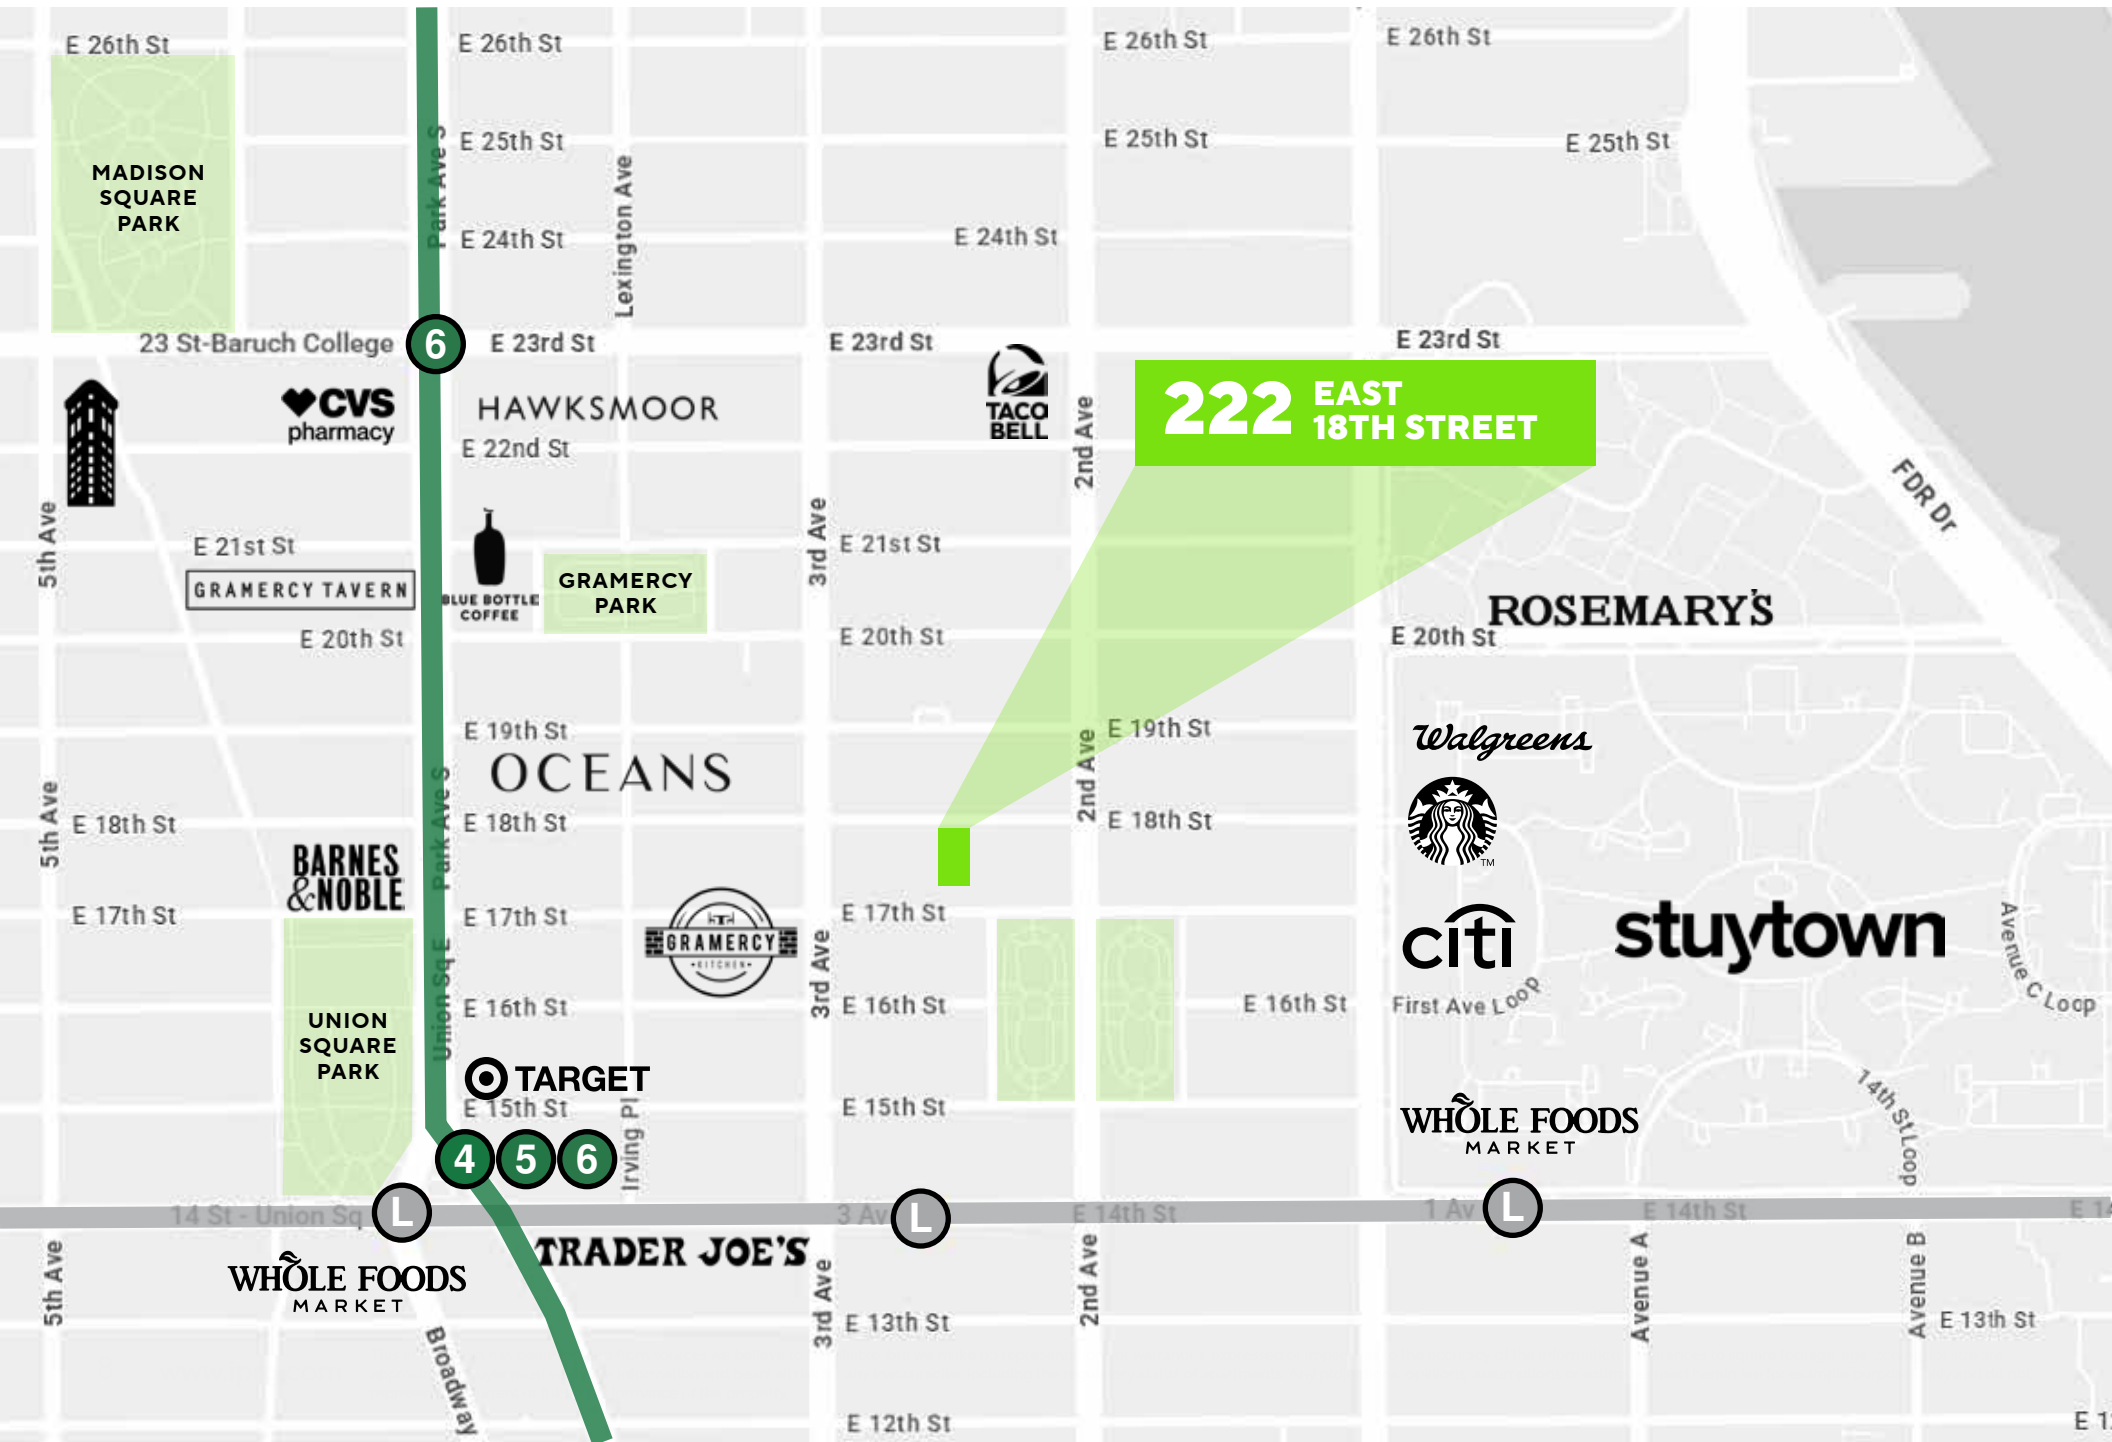 E 26th St
E 26th St
E 26th St
E 26th St
Park Ave S
E 25th St
E 25th St
E 25th St
MADISON
SQUARE
PARK
Lexington Ave
E 24th St
E 24th St
23 St-Baruch College
6
E 23rd St
E 23rd St
E 23rd St
CVS
pharmacy
HAWKSMOOR
TACO
BELL
222
EAST
18TH STREET
E 22nd St
2nd Ave
FDR Dr
5th Ave
3rd Ave
E 21st St
E 21st St
GRAMERCY TAVERN
BLUE BOTTLE
COFFEE
GRAMERCY
PARK
ROSEMARY'S
E 20th St
E 20th St
E 20th St
E 19th St
E 19th St
Walgreens
OCEANS
2nd Ave
5th Ave
Park Ave S
E 18th St
E 18th St
E 18th St
TM
BARNES
&NOBLE
E 17th St
E 17th St
E 17th St
GRAMERCY
KITCHEN
3rd Ave
citi
stuytown
Avenue C Loop
Union Sq E
E 16th St
E 16th St
E 16th St
First Ave Loop
UNION
SQUARE
PARK
TARGET
E 15th St
E 15th St
Irving Pl
14th St Loop
WHOLE FOODS
MARKET
4 5 6
14 St - Union Sq
L
3 Av
L
E 14th St
1 Av
L
E 14th St
E 14
5th Ave
WHOLE FOODS
MARKET
TRADER JOE'S
3rd Ave
2nd Ave
Avenue A
Avenue B
E 13th St
E 13th St
Broadway
E 12th St
E 1